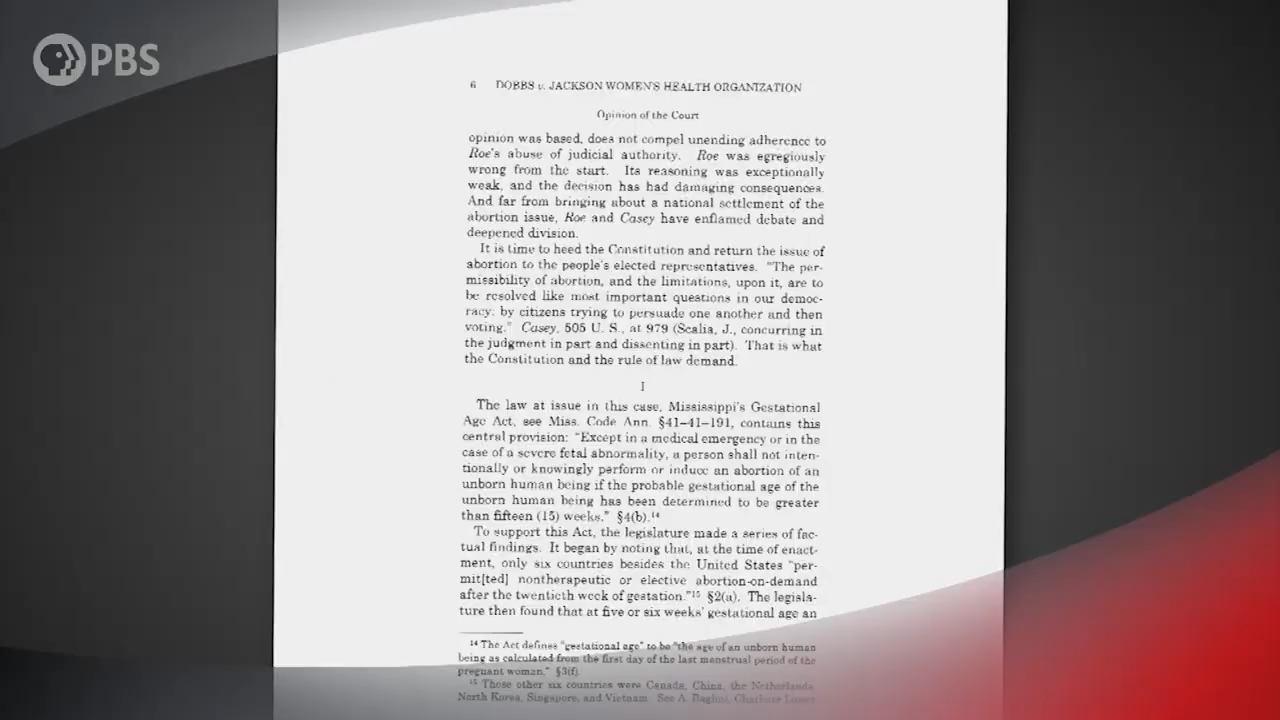 PBS
6 DOBBS v. JACKSON WOMEN'S HEALTH ORGANIZATION
Opinion of the Court
opinion was based, does not compel unending adherence to
Roe's abuse of judicial authority. Roe was egregiously
wrong from the start. Its reasoning was exceptionally
weak, and the decision has had damaging consequences.
And far from bringing about a national settlement of the
abortion issue, Roe and Casey have enflamed debate and
deepened division.
It is time to heed the Constitution and return the issue of
abortion to the people's elected representatives. "The per-
missibility of abortion, and the limitations, upon it, are to
be resolved like most important questions in our democ-
racy: by citizens trying to persuade one another and then
voting." Casey, 505 U. S., at 979 (Scalia, J., concurring in
the judgment in part and dissenting in part). That is what
the Constitution and the rule of law demand.
I
The law at issue in this case, Mississippi's Gestational
Age Act, see Miss. Code Ann. §41–41–191, contains this
central provision: "Except in a medical emergency or in the
case of a severe fetal abnormality, a person shall not inten-
tionally or knowingly perform or induce an abortion of an
unborn human being if the probable gestational age of the
unborn human being has been determined to be greater
than fifteen (15) weeks." §4(b).14
To support this Act, the legislature made a series of fac-
tual findings. It began by noting that, at the time of enact-
ment, only six countries besides the United States "per-
mit[ted] nontherapeutic or elective abortion-on-demand
after the twentieth week of gestation."15 §2(a). The legisla-
ture then found that at five or six weeks' gestational age an
14 The Act defines "gestational age" to be "the age of an unborn human
being as calculated from the first day of the last menstrual period of the
pregnant woman." §3(f).
15 Those other six countries were Canada, China, the Netherlands,
North Korea, Singapore, and Vietnam. See A. Baglini, Charlotte Lozier